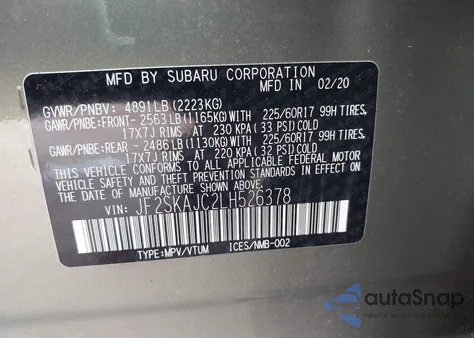 MFD BY SUBARU CORPORATION
MFD IN 02/20
GVWR/PNBV: 4891LB(2223KG)
GAWR/PNBE:FRONT- 2563LB(1165KG)WITH 225/60R17 99H TIRES,
17X7J RIMS AT 230 KPA(33 PSI)COLD
GAWR/PNBE:REAR - 2486LB(1130KG)WITH 225/60R17 99H TIRES,
17X7J RIMS AT 220 KPA(32 PSI)COLD
THIS VEHICLE CONFORMS TO ALL APPLICABLE FEDERAL MOTOR
VEHICLE SAFETY, BUMPER, AND THEFT PREVENTION STANDARDS
IN EFFECT ON THE DATE OF MANUFACTURE SHOWN ABOVE.
VIN: JF2SKAJC2LH526378
TYPE:MPV/VTUM ICES/NMB-002
autoSnap